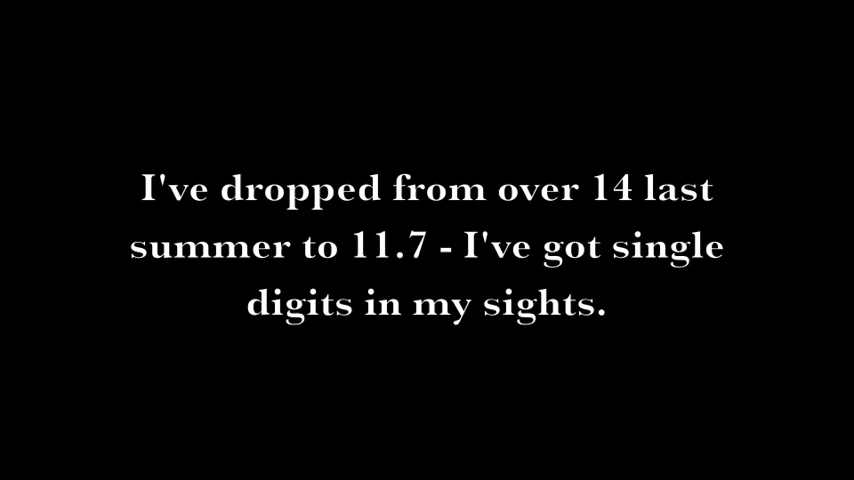 I've dropped from over 14 last
summer to 11.7 - I've got single
digits in my sights.